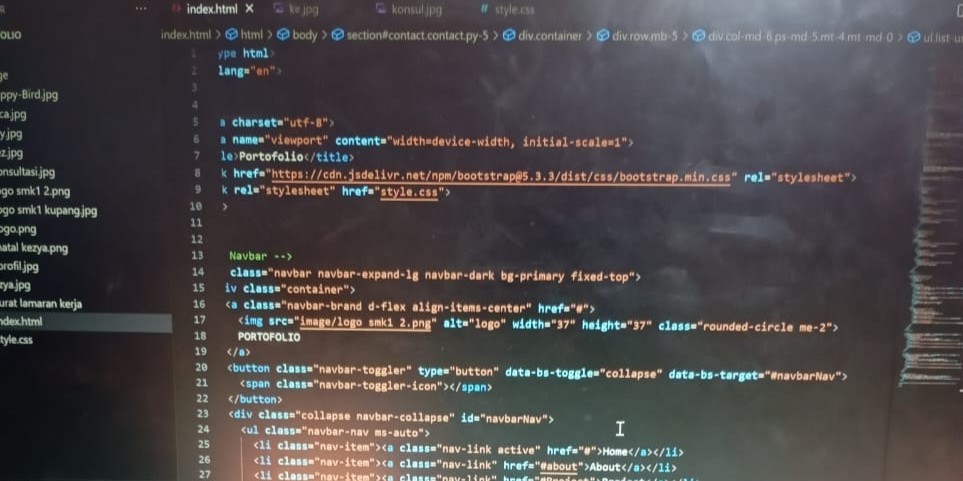 index.html × ke.jpg konsul.jpg # style.css
index.html > html > body > section#contact.contact.py-5 > div.container > div.row.mb-5 > div.col-md-6.ps-md-5.mt-4.mt-md-0 > ul.list-u
OLIO
ppy-Bird.jpg
ca.jpg
y.jpg
z.jpg
onsultasi.jpg
ogo smk1 2.png
ogo smk1 kupang.jpg
ogo.png
natal kezya.png
profil.jpg
zya.jpg
urat lamaran kerja
ndex.html
tyle.css
1 ype html>
2 lang="en">
3
4
5 a charset="utf-8">
6 a name="viewport" content="width=device-width, initial-scale=1">
7 le>Portofolio</title>
8 k href="https://cdn.jsdelivr.net/npm/bootstrap@5.3.3/dist/css/bootstrap.min.css" rel="stylesheet">
9 k rel="stylesheet" href="style.css">
10 >
11
12
13 Navbar -->
14 class="navbar navbar-expand-lg navbar-dark bg-primary fixed-top">
15 iv class="container">
16 <a class="navbar-brand d-flex align-items-center" href="#">
17 <img src="image/logo smk1 2.png" alt="logo" width="37" height="37" class="rounded-circle me-2">
18 PORTOFOLIO
19 </a>
20 <button class="navbar-toggler" type="button" data-bs-toggle="collapse" data-bs-target="#navbarNav">
21 <span class="navbar-toggler-icon"></span>
22 </button>
23 <div class="collapse navbar-collapse" id="navbarNav">
24 <ul class="navbar-nav ms-auto">
25 <li class="nav-item"><a class="nav-link active" href="#">Home</a></li>
26 <li class="nav-item"><a class="nav-link" href="#about">About</a></li>
27 <li class="nav-item"><a class="nav-link"